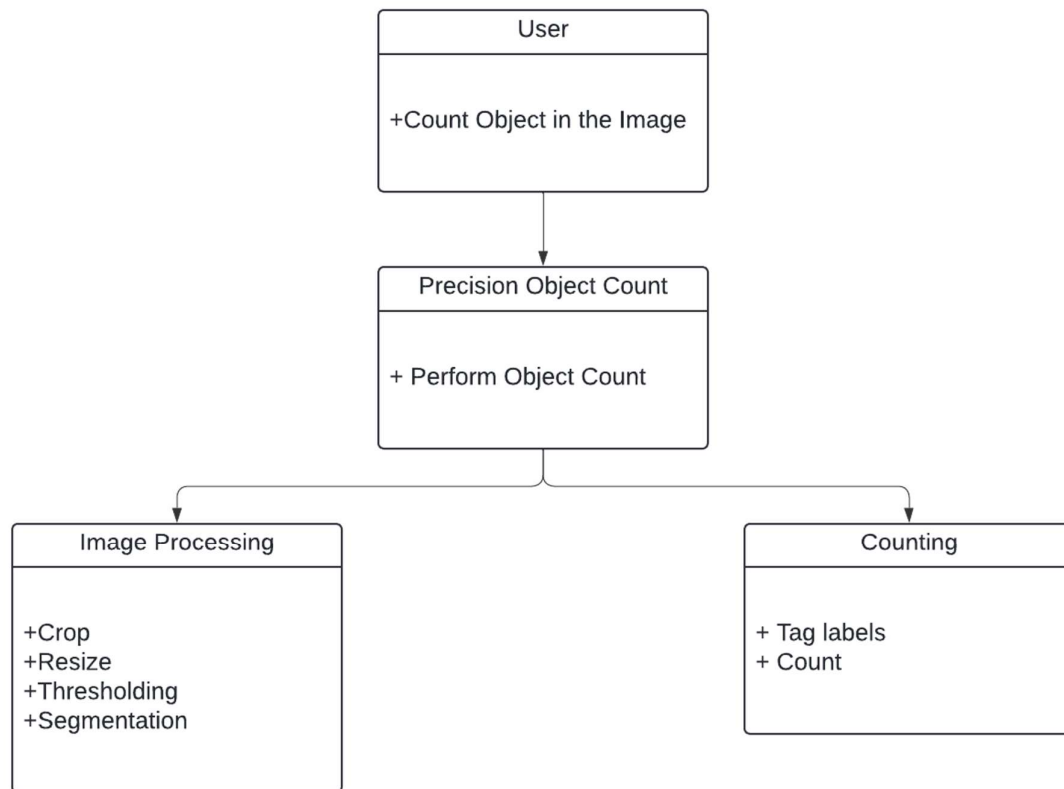 User
+Count Object in the Image
Precision Object Count
+ Perform Object Count
Image Processing
+Crop
+Resize
+Thresholding
+Segmentation
Counting
+ Tag labels
+ Count